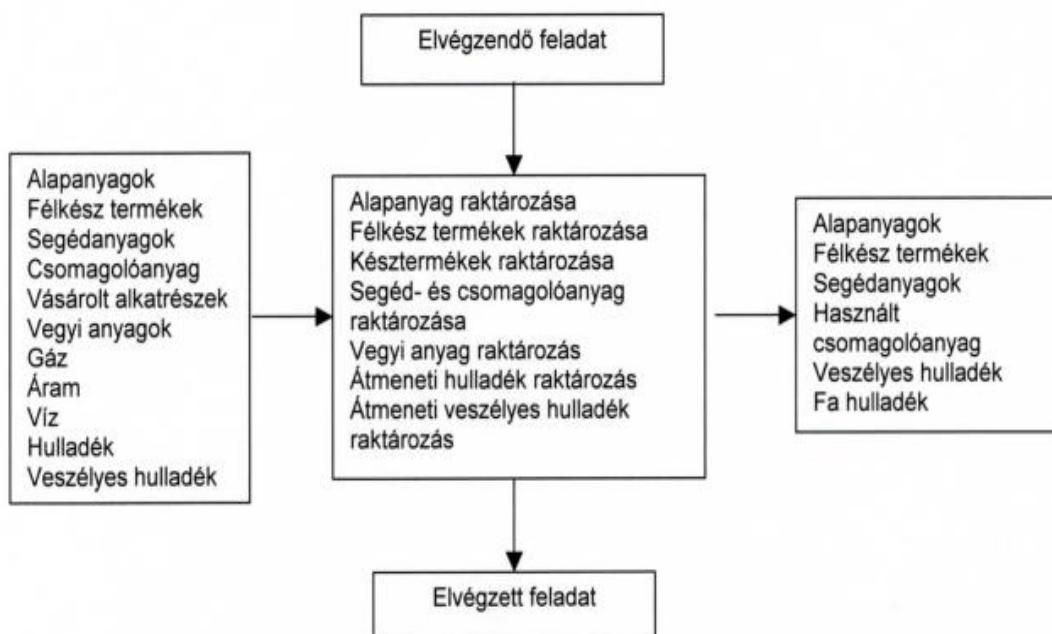 Elvégzendő feladat
Alapanyagok
Félkész termékek
Segédanyagok
Csomagolóanyag
Vásárolt alkatrészek
Vegyi anyagok
Gáz
Áram
Víz
Hulladék
Veszélyes hulladék
Alapanyag raktározása
Félkész termékek raktározása
Késztermékek raktározása
Segéd- és csomagolóanyag
raktározása
Vegyi anyag raktározás
Átmeneti hulladék raktározás
Átmeneti veszélyes hulladék
raktározás
Alapanyagok
Félkész termékek
Segédanyagok
Használt
csomagolóanyag
Veszélyes hulladék
Fa hulladék
Elvégzett feladat